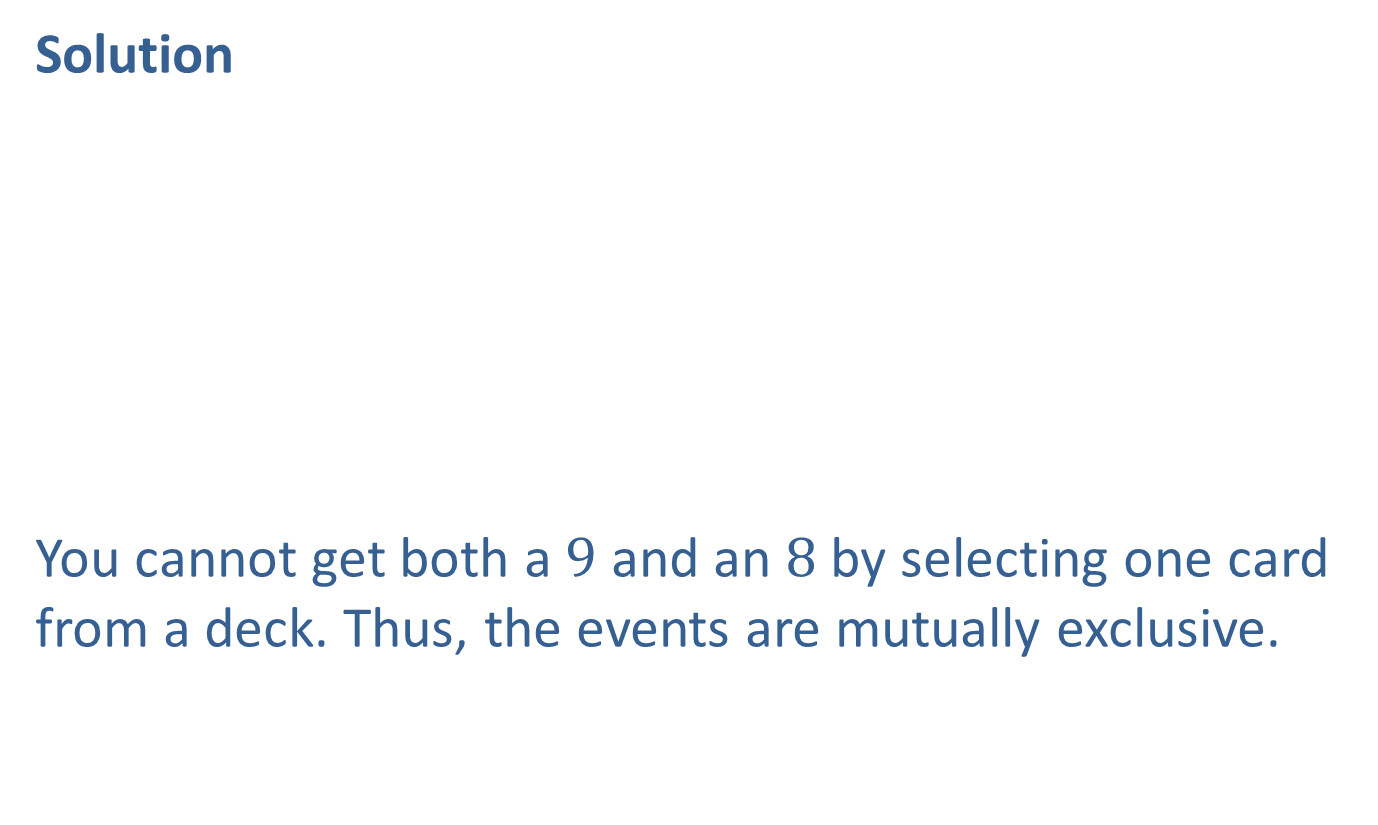 Solution
You cannot get both a 9 and an 8 by selecting one card
from a deck. Thus, the events are mutually exclusive.